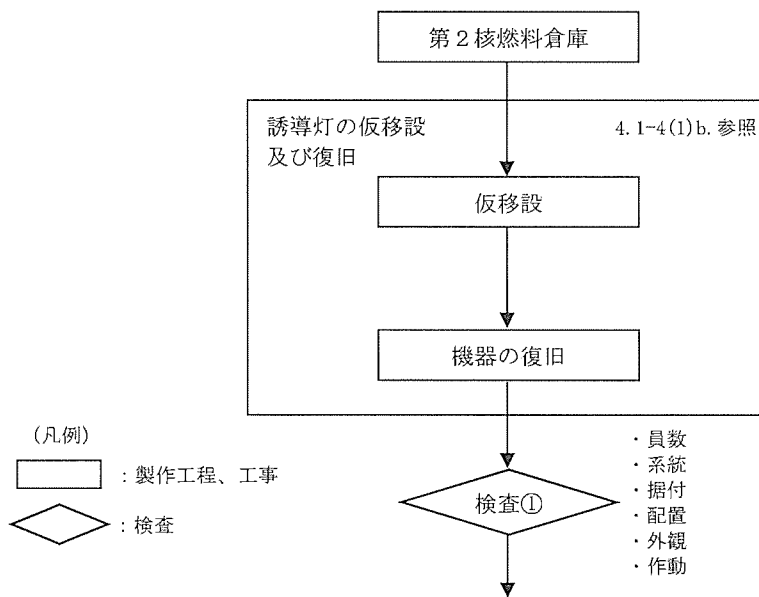 第2核燃料倉庫
誘導灯の仮移設
及び復旧
4.1-4(1)b.参照
仮移設
機器の復旧
(凡例)
：製作工程、工事
：検査
検査①
・員数
・系統
・据付
・配置
・外観
・作動